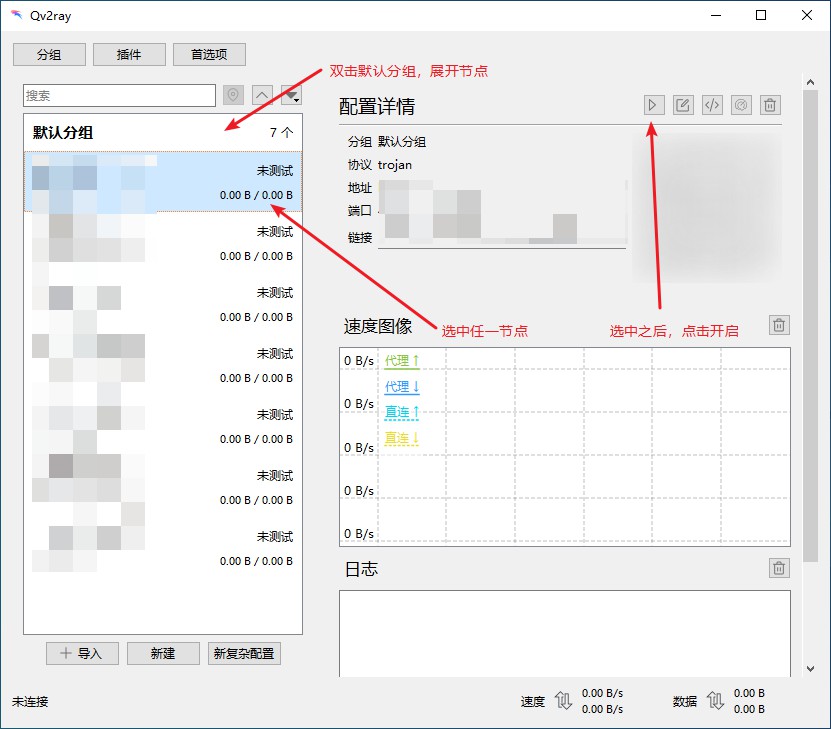 Qv2ray
分组 插件 首选项
双击默认分组，展开节点
搜索
配置详情
默认分组 7 个
分组 默认分组
协议 trojan
地址
端口
链接
未测试
0.00 B / 0.00 B
未测试
0.00 B / 0.00 B
未测试
0.00 B / 0.00 B
未测试
0.00 B / 0.00 B
未测试
0.00 B / 0.00 B
未测试
0.00 B / 0.00 B
未测试
0.00 B / 0.00 B
选中任一节点
选中之后，点击开启
速度图像
0 B/s 代理 ↑
代理 ↓
0 B/s 直连 ↑
直连 ↓
0 B/s
0 B/s
0 B/s
日志
导入 新建 新复杂配置
未连接
速度 0.00 B/s
0.00 B/s
数据 0.00 B
0.00 B